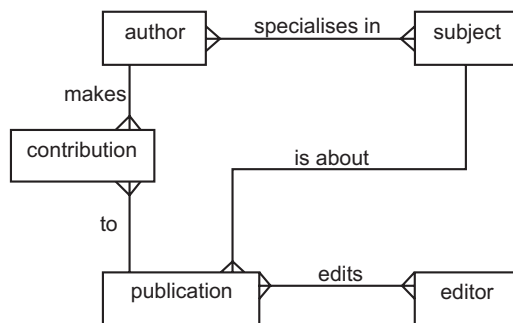 author
specialises in
subject
makes
contribution
is about
to
publication
edits
editor